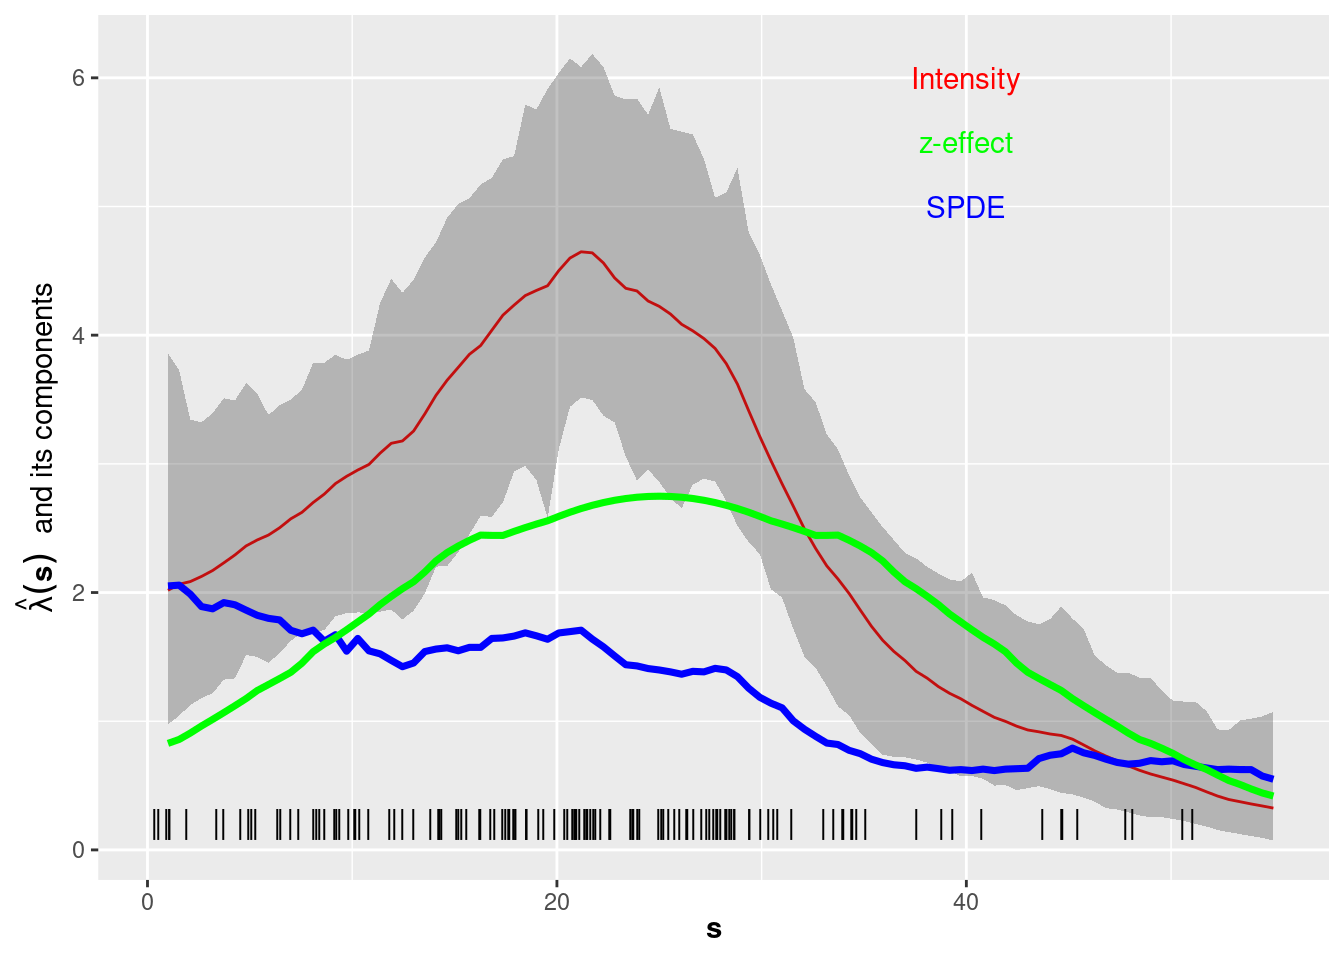 Intensity
z-effect
SPDE
6
4
2
0
0 20 40
s
λ̂(s) and its components